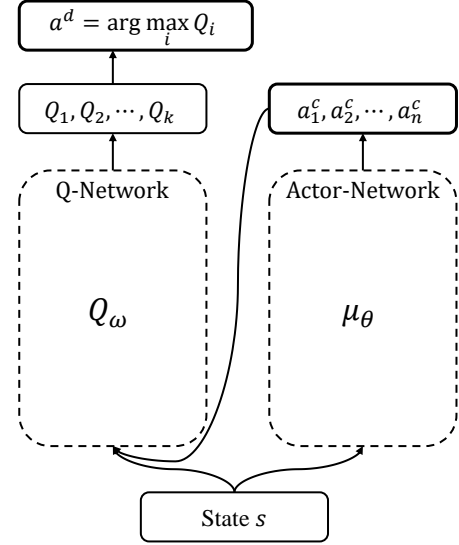 a^d = arg max_i Q_i
Q_1, Q_2, ⋯, Q_k
a_1^c, a_2^c, ⋯, a_n^c
Q-Network
Actor-Network
Q_ω
μ_θ
State s